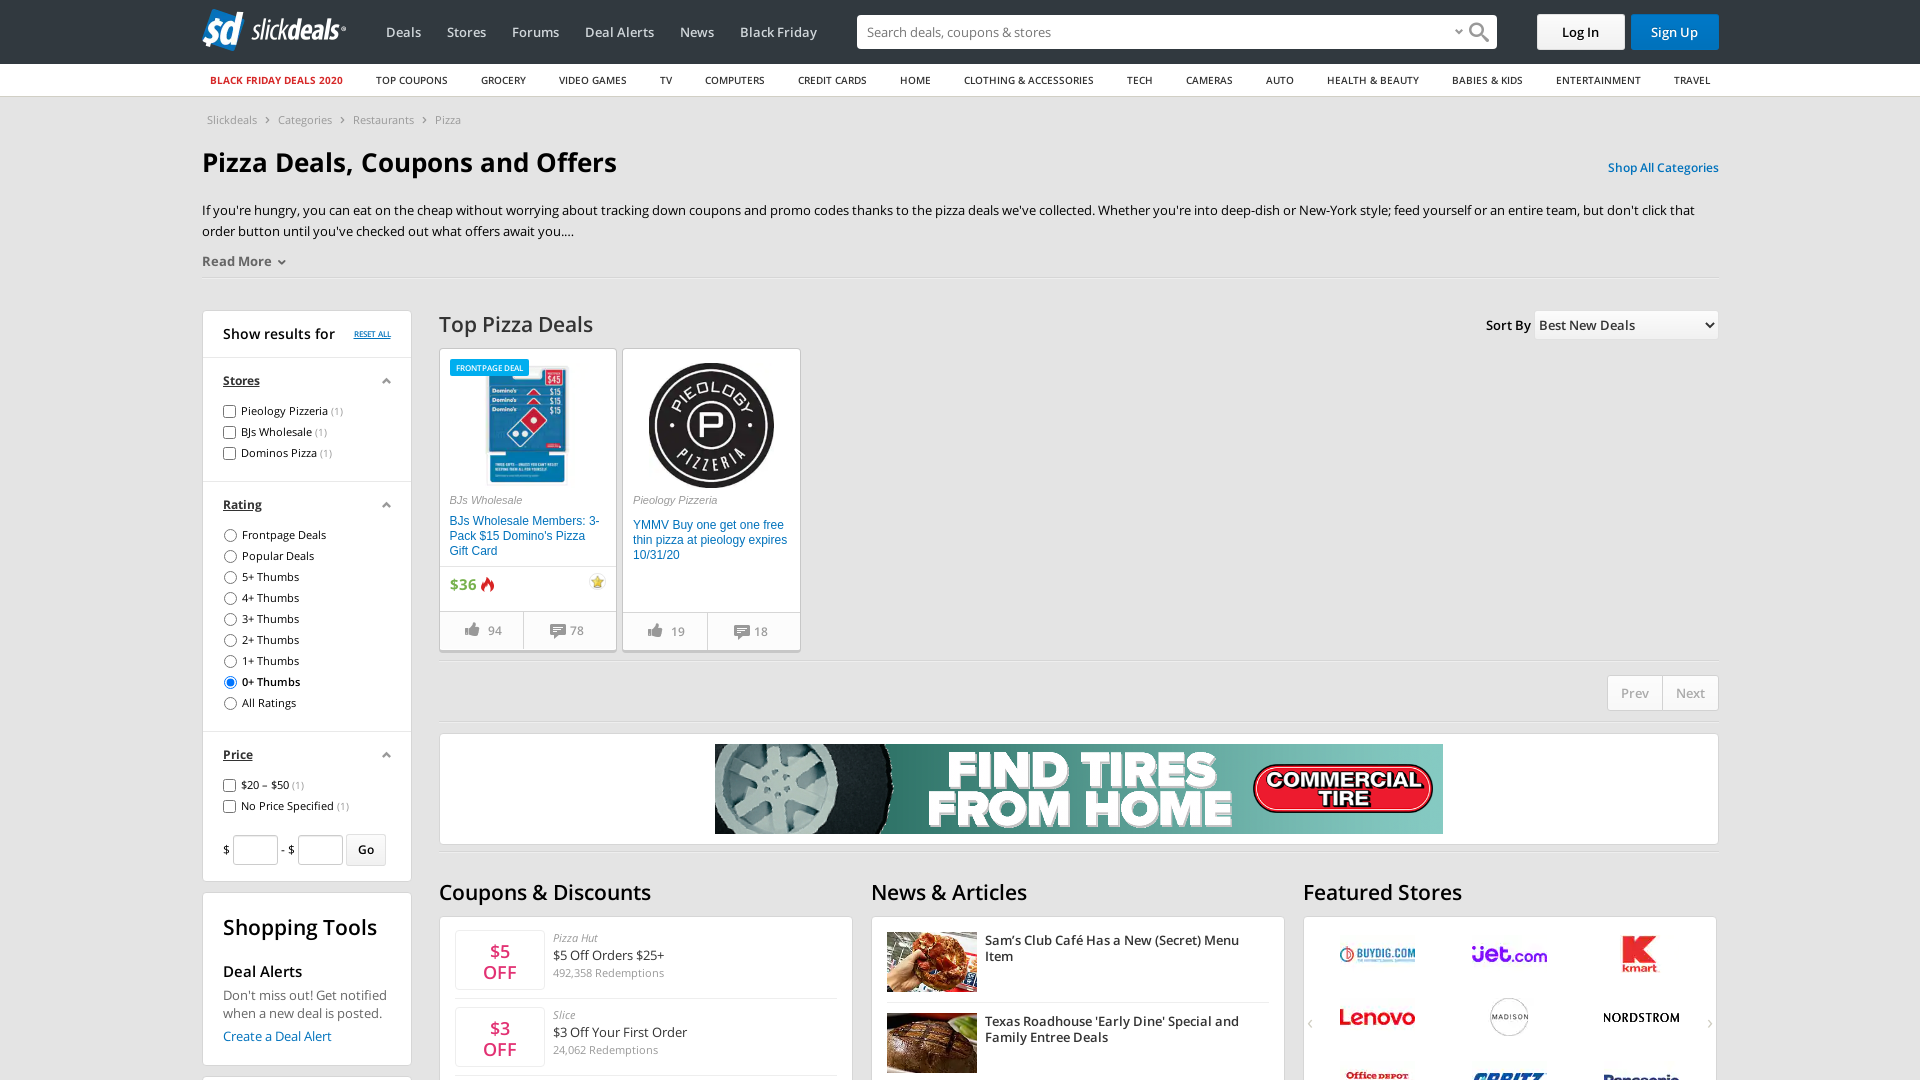 slickdeals
Deals
Stores
Forums
Deal Alerts
News
Black Friday
Search deals, coupons & stores
Log In
Sign Up
BLACK FRIDAY DEALS 2020
TOP COUPONS
GROCERY
VIDEO GAMES
TV
COMPUTERS
CREDIT CARDS
HOME
CLOTHING & ACCESSORIES
TECH
CAMERAS
AUTO
HEALTH & BEAUTY
BABIES & KIDS
ENTERTAINMENT
TRAVEL
Slickdeals › Categories › Restaurants › Pizza
Pizza Deals, Coupons and Offers
Shop All Categories
If you're hungry, you can eat on the cheap without worrying about tracking down coupons and promo codes thanks to the pizza deals we've collected. Whether you're into deep-dish or New-York style; feed yourself or an entire team, but don't click that
order button until you've checked out what offers await you....
Read More
Show results for
RESET ALL
Stores
Pieology Pizzeria (1)
BJs Wholesale (1)
Dominos Pizza (1)
Rating
Frontpage Deals
Popular Deals
5+ Thumbs
4+ Thumbs
3+ Thumbs
2+ Thumbs
1+ Thumbs
0+ Thumbs
All Ratings
Price
$20 – $50 (1)
No Price Specified (1)
$ - $ Go
Shopping Tools
Deal Alerts
Don't miss out! Get notified
when a new deal is posted.
Create a Deal Alert
Top Pizza Deals
Sort By
Best New Deals
FRONTPAGE DEAL
$45
Domino's $15
Domino's $15
Domino's $15
BJs Wholesale
BJs Wholesale Members: 3-
Pack $15 Domino's Pizza
Gift Card
$36
94
78
PIEOLOGY
P
PIZZERIA
Pieology Pizzeria
YMMV Buy one get one free
thin pizza at pieology expires
10/31/20
19
18
Prev
Next
FIND TIRES
FROM HOME
COMMERCIAL
TIRE
Coupons & Discounts
$5
OFF
Pizza Hut
$5 Off Orders $25+
492,358 Redemptions
$3
OFF
Slice
$3 Off Your First Order
24,062 Redemptions
News & Articles
Sam’s Club Café Has a New (Secret) Menu
Item
Texas Roadhouse 'Early Dine' Special and
Family Entree Deals
Featured Stores
BUYDIG.COM
Jet.com
kmart
Lenovo
MADISON
NORDSTROM
Office DEPOT
ORBITZ
Panasonic